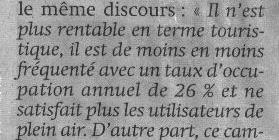 le même discours : « Il n'est
plus rentable en terme touris-
tique, il est de moins en moins
fréquenté avec un taux d'occu-
pation annuel de 26 % et ne
satisfait plus les utilisateurs de
plein air. D'autre part, ce cam-